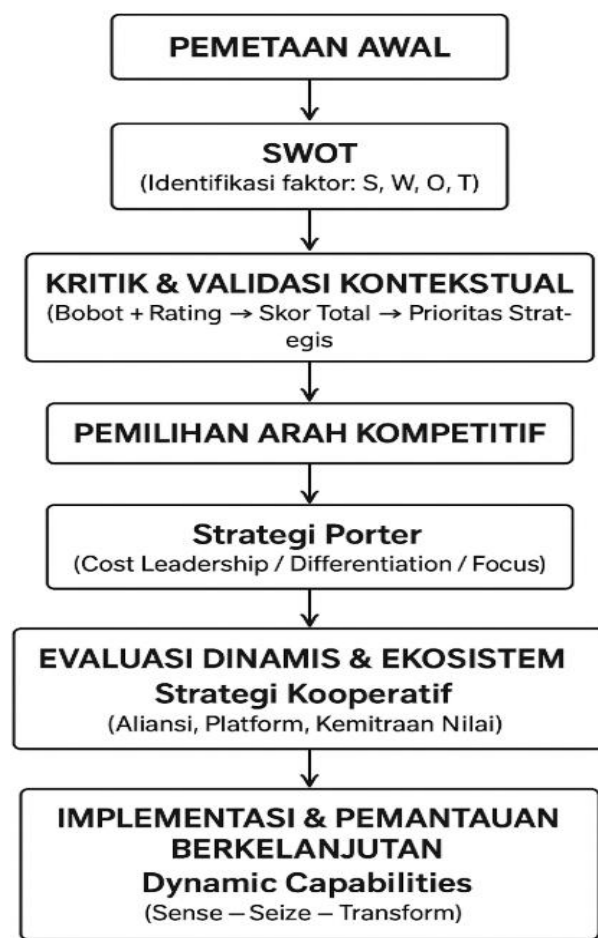 PEMETAAN AWAL
SWOT
(Identifikasi faktor: S, W, O, T)
KRITIK & VALIDASI KONTEKSTUAL
(Bobot + Rating → Skor Total → Prioritas Strat-
egis
PEMILIHAN ARAH KOMPETITIF
Strategi Porter
(Cost Leadership / Differentiation / Focus)
EVALUASI DINAMIS & EKOSISTEM
Strategi Kooperatif
(Aliansi, Platform, Kemitraan Nilai)
IMPLEMENTASI & PEMANTAUAN
BERKELANJUTAN
Dynamic Capabilities
(Sense – Seize – Transform)